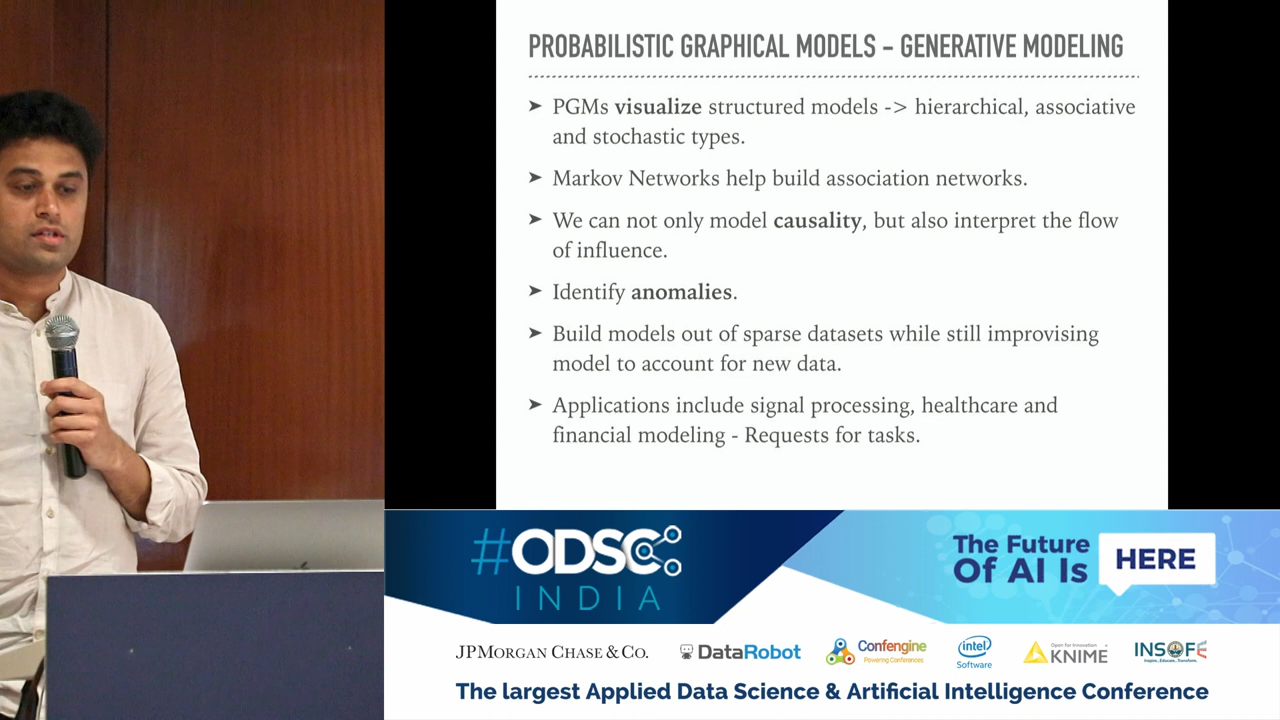 PROBABILISTIC GRAPHICAL MODELS - GENERATIVE MODELING
➤ PGMs visualize structured models -> hierarchical, associative
and stochastic types.
➤ Markov Networks help build association networks.
➤ We can not only model causality, but also interpret the flow
of influence.
➤ Identify anomalies.
➤ Build models out of sparse datasets while still improvising
model to account for new data.
➤ Applications include signal processing, healthcare and
financial modeling - Requests for tasks.
#ODSC
INDIA
The Future
Of AI Is
HERE
JPMORGAN CHASE & CO.
DataRobot
Confengine
Powering Conferences
intel
Software
Open for Innovation
KNIME
INSOFE
Inspire...Educate...Transform.
The largest Applied Data Science & Artificial Intelligence Conference